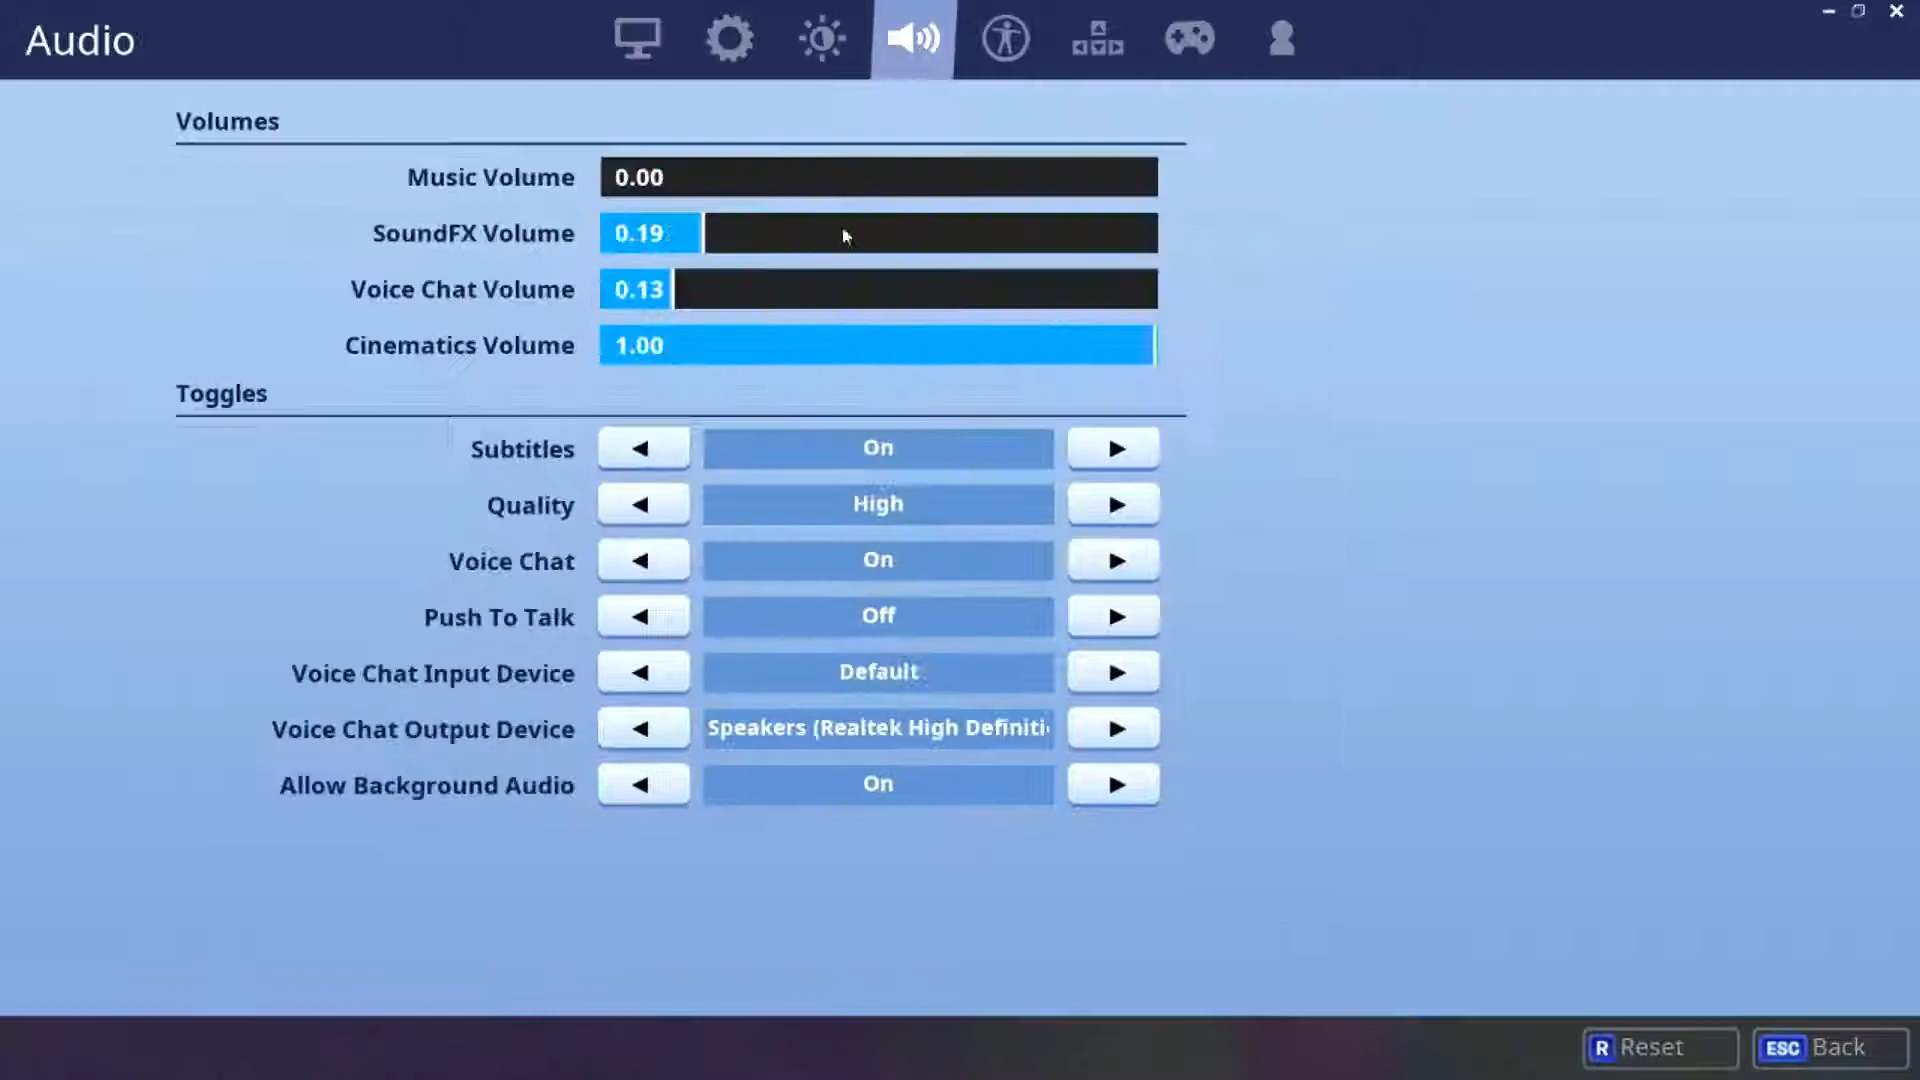 Audio
Volumes
Music Volume 0.00
SoundFX Volume 0.19
Voice Chat Volume 0.13
Cinematics Volume 1.00
Toggles
Subtitles On
Quality High
Voice Chat On
Push To Talk Off
Voice Chat Input Device Default
Voice Chat Output Device Speakers (Realtek High Definiti
Allow Background Audio On
R Reset ESC Back